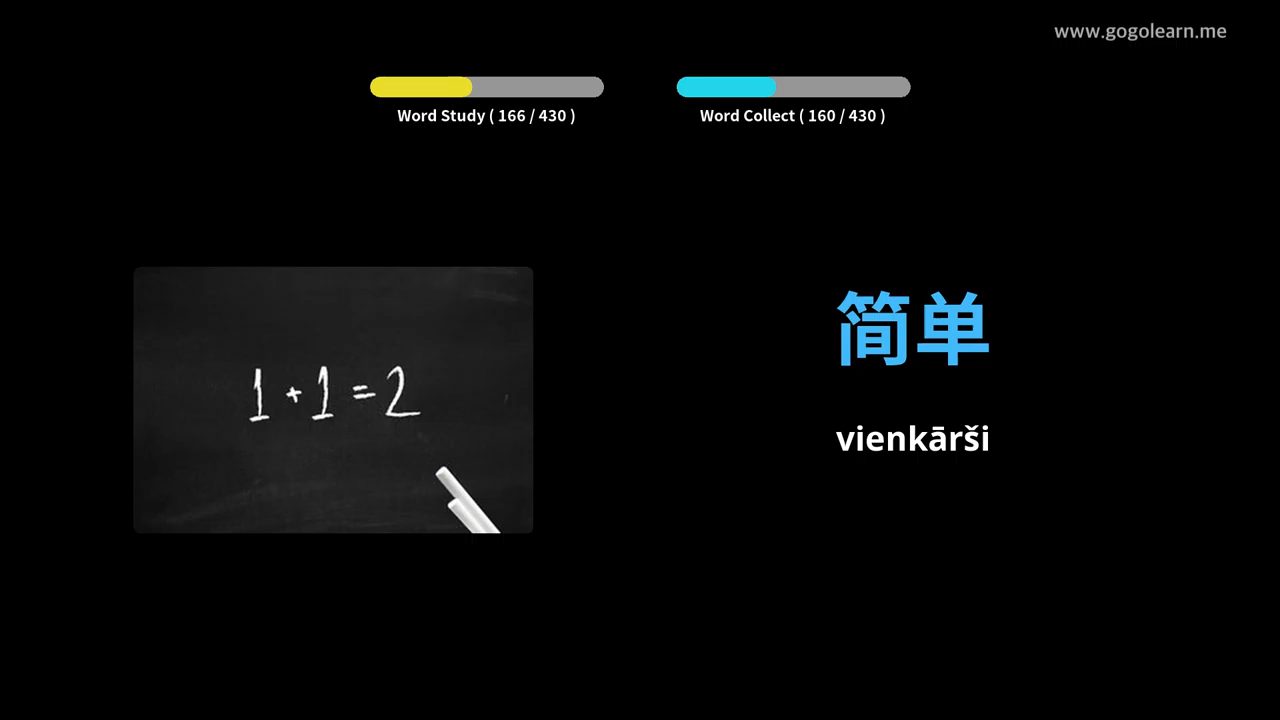 www.gogolearn.me
Word Study ( 166 / 430 )
Word Collect ( 160 / 430 )
1 + 1 = 2
简单
vienkārši